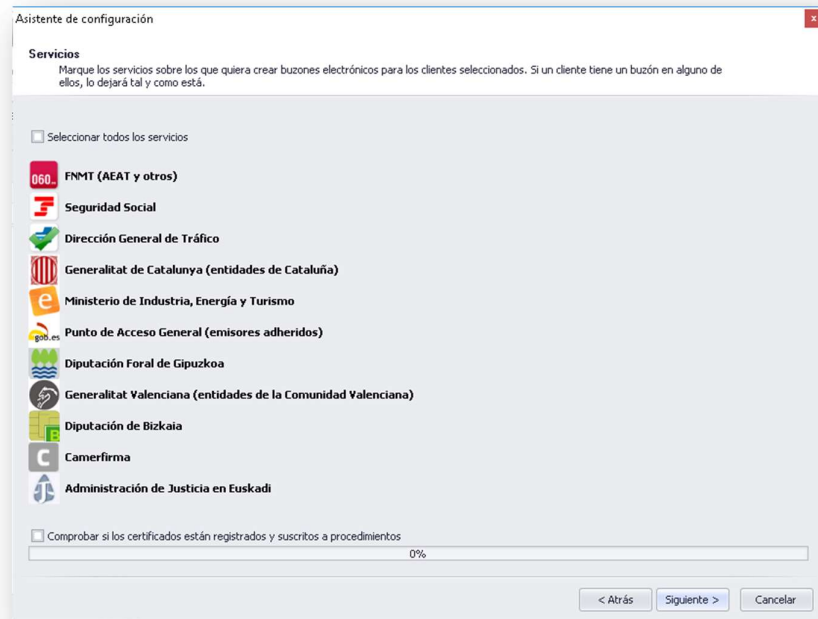 Asistente de configuración
x
Servicios
Marque los servicios sobre los que quiera crear buzones electrónicos para los clientes seleccionados. Si un cliente tiene un buzón en alguno de
ellos, lo dejará tal y como está.
Seleccionar todos los servicios
060 FNMT (AEAT y otros)
Seguridad Social
Dirección General de Tráfico
Generalitat de Catalunya (entidades de Cataluña)
e Ministerio de Industria, Energía y Turismo
gob.es Punto de Acceso General (emisores adheridos)
Diputación Foral de Gipuzkoa
Generalitat Valenciana (entidades de la Comunidad Valenciana)
B Diputación de Bizkaia
C Camerfirma
Administración de Justicia en Euskadi
Comprobar si los certificados están registrados y suscritos a procedimientos
0%
< Atrás Siguiente > Cancelar